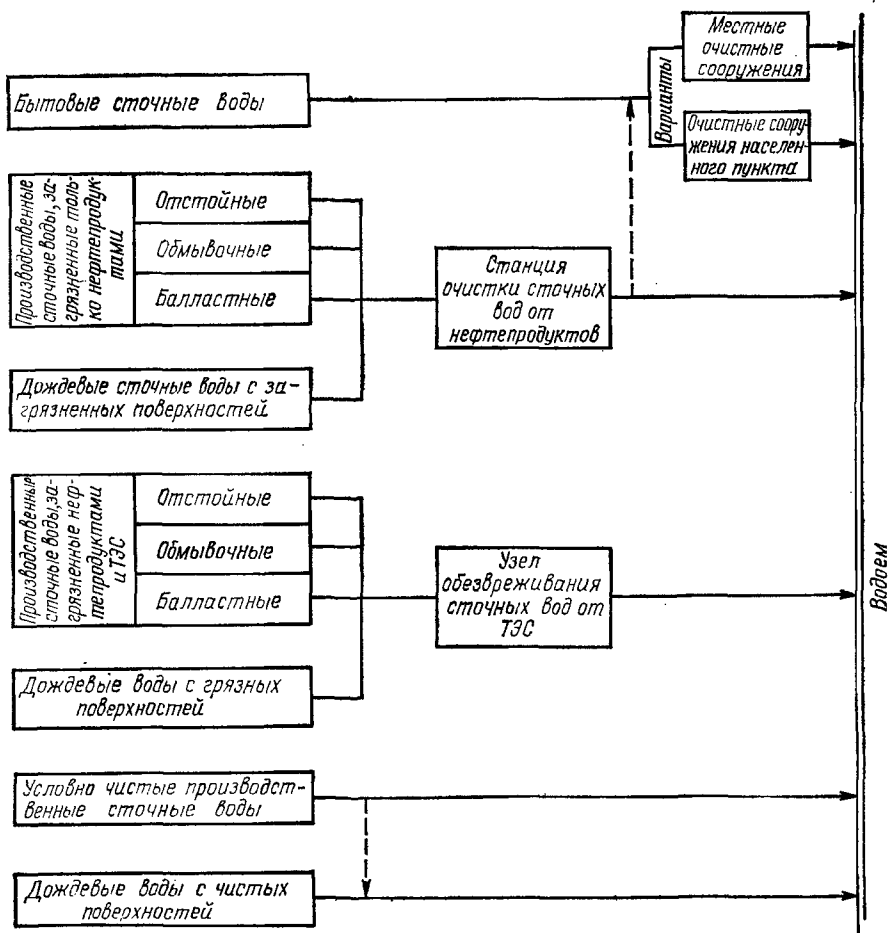 Местные
очистные
сооружения
Бытовые сточные воды
Варианты
Очистные соору-
жения населен-
ного пункта
Производственные
сточные воды, за-
грязненные толь-
ко нефтепродук-
тами
Отстойные
Обмывочные
Балластные
Станция
очистки сточных
вод от
нефтепродуктов
Дождевые сточные воды с за-
грязненных поверхностей
Производственные
сточные воды, за-
грязненные неф-
тепродуктами
и ТЭС
Отстойные
Обмывочные
Балластные
Узел
обезвреживания
сточных вод от
ТЭС
Водоем
Дождевые воды с грязных
поверхностей
Условно чистые производст-
венные сточные воды
Дождевые воды с чистых
поверхностей